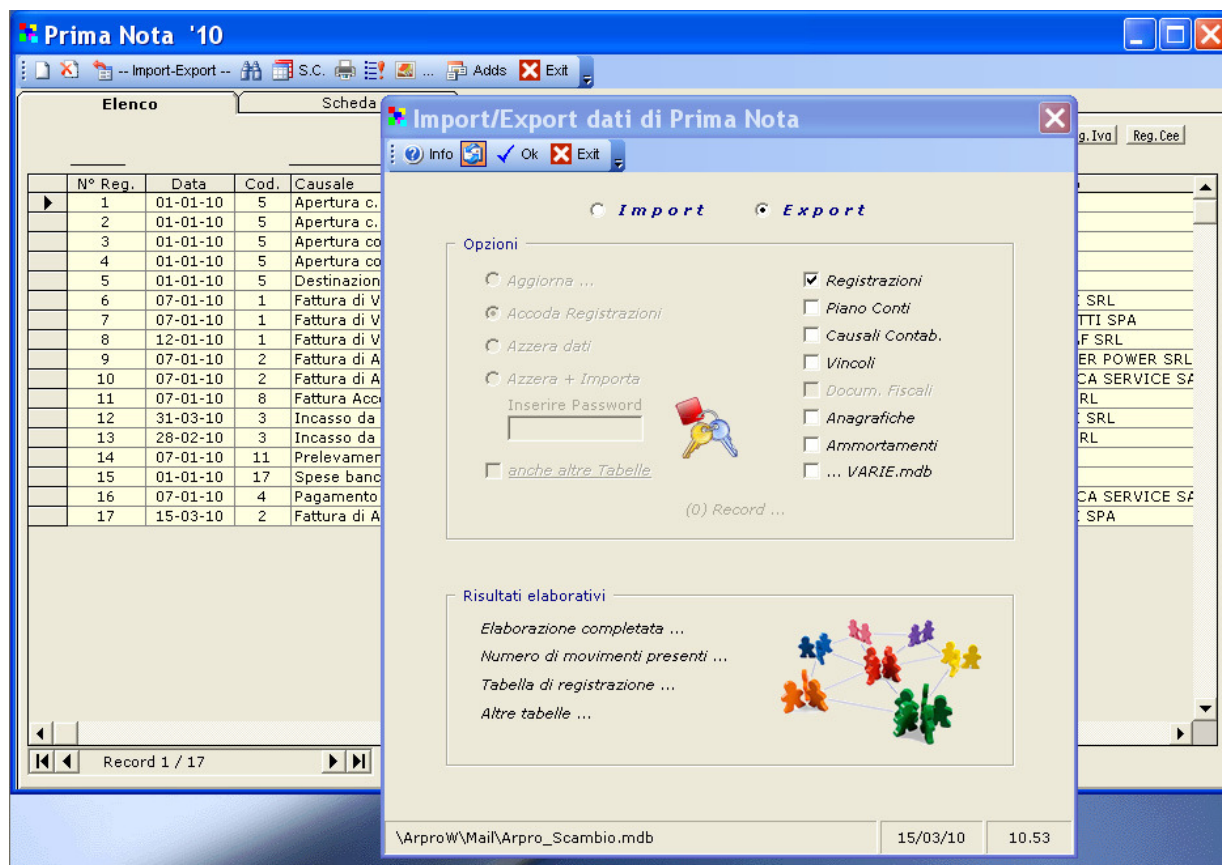 Prima Nota '10
-- Import-Export -- S.C. ... Adds Exit
Elenco Scheda
g.Iva Reg.Cee
N° Reg. Data Cod. Causale
1 01-01-10 5 Apertura c.
2 01-01-10 5 Apertura c.
3 01-01-10 5 Apertura co
4 01-01-10 5 Apertura co
5 01-01-10 5 Destinazion
6 07-01-10 1 Fattura di V SRL
7 07-01-10 1 Fattura di V TTI SPA
8 12-01-10 1 Fattura di V F SRL
9 07-01-10 2 Fattura di A ER POWER SRL
10 07-01-10 2 Fattura di A CA SERVICE SA
11 07-01-10 8 Fattura Acc RL
12 31-03-10 3 Incasso da SRL
13 28-02-10 3 Incasso da RL
14 07-01-10 11 Prelevamer
15 01-01-10 17 Spese banc
16 07-01-10 4 Pagamento CA SERVICE SA
17 15-03-10 2 Fattura di A SPA
Record 1 / 17
Import/Export dati di Prima Nota
Info Ok Exit
Import Export
Opzioni
Aggiorna ...
Accoda Registrazioni
Azzera dati
Azzera + Importa
Inserire Password
anche altre Tabelle
Registrazioni
Piano Conti
Causali Contab.
Vincoli
Docum. Fiscali
Anagrafiche
Ammortamenti
... VARIE.mdb
(0) Record ...
Risultati elaborativi
Elaborazione completata ...
Numero di movimenti presenti ...
Tabella di registrazione ...
Altre tabelle ...
\ArproW\Mail\Arpro_Scambio.mdb 15/03/10 10.53